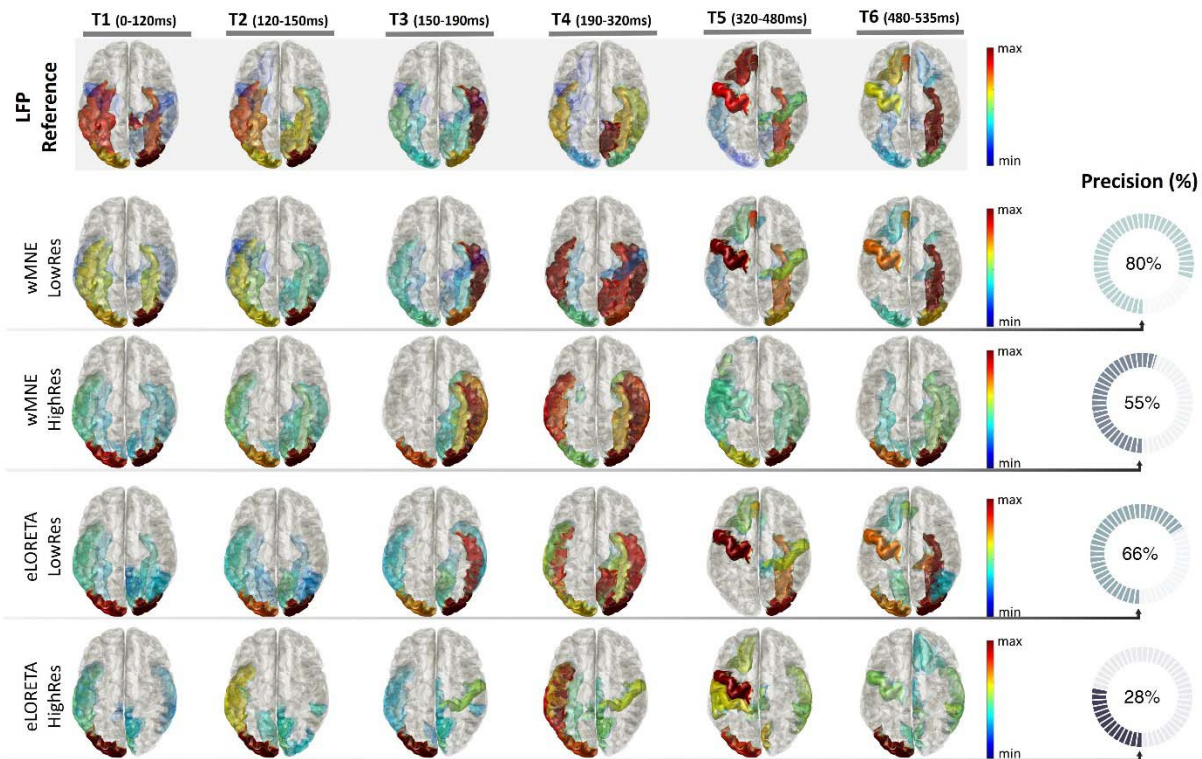 T1 (0-120ms) T2 (120-150ms) T3 (150-190ms) T4 (190-320ms) T5 (320-480ms) T6 (480-535ms)
LFP
Reference
max
min
Precision (%)
wMNE
LowRes
max
min
80%
wMNE
HighRes
max
min
55%
eLORETA
LowRes
max
min
66%
eLORETA
HighRes
max
min
28%